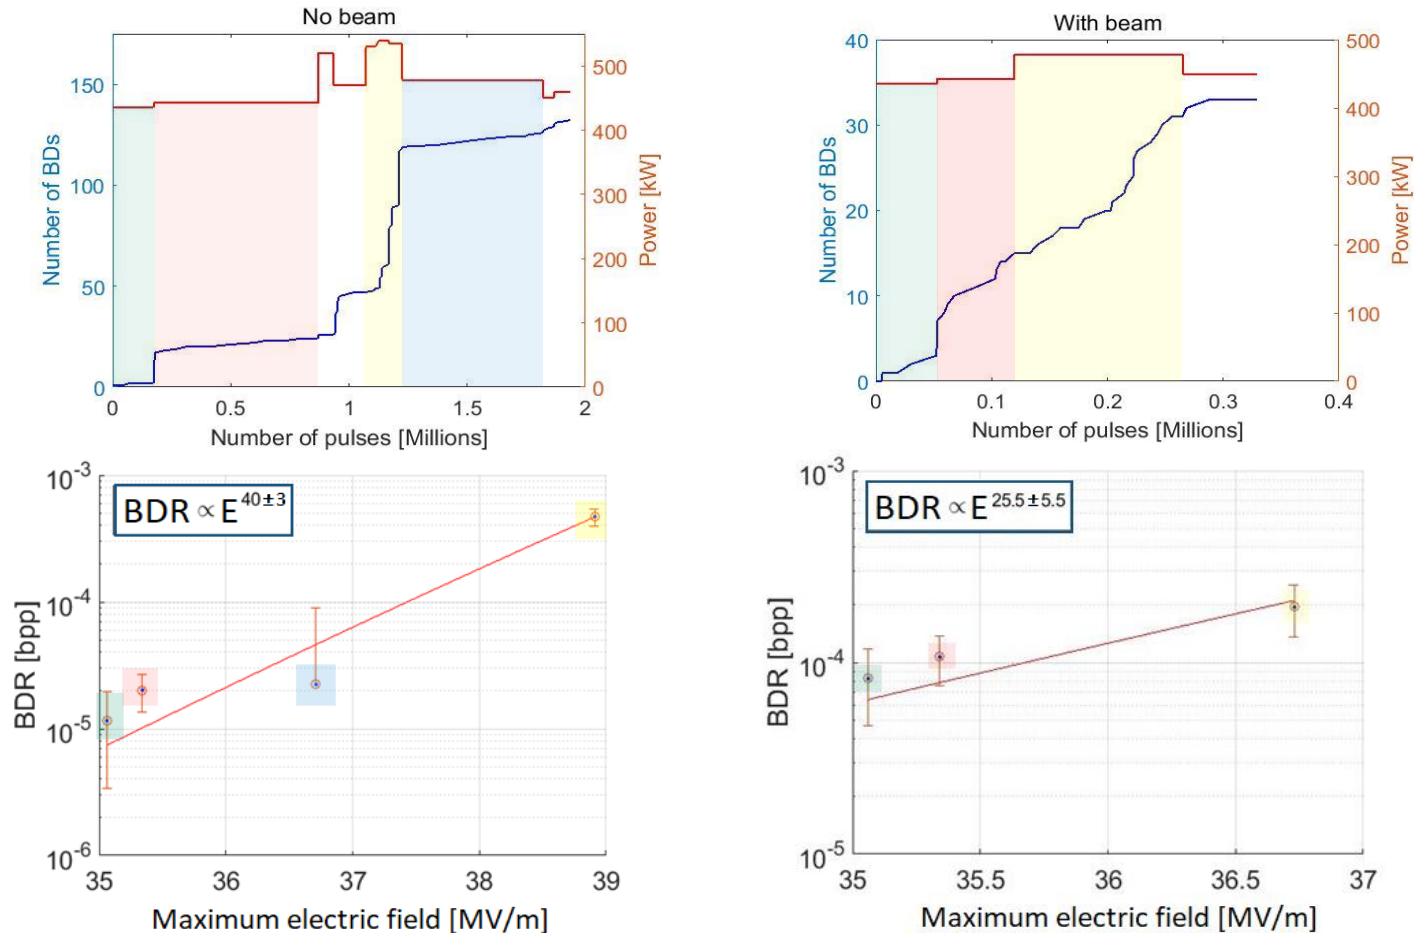 No beam
150
100
50
0
Number of BDs
500
400
300
200
100
0
Power [kW]
0 0.5 1 1.5 2
Number of pulses [Millions]
With beam
40
30
20
10
0
Number of BDs
500
400
300
200
100
0
Power [kW]
0 0.1 0.2 0.3 0.4
Number of pulses [Millions]
BDR ∝E^40±3
10^-3
10^-4
10^-5
10^-6
BDR [bpp]
35 36 37 38 39
Maximum electric field [MV/m]
BDR ∝E^25.5±5.5
10^-3
10^-4
10^-5
BDR [bpp]
35 35.5 36 36.5 37
Maximum electric field [MV/m]